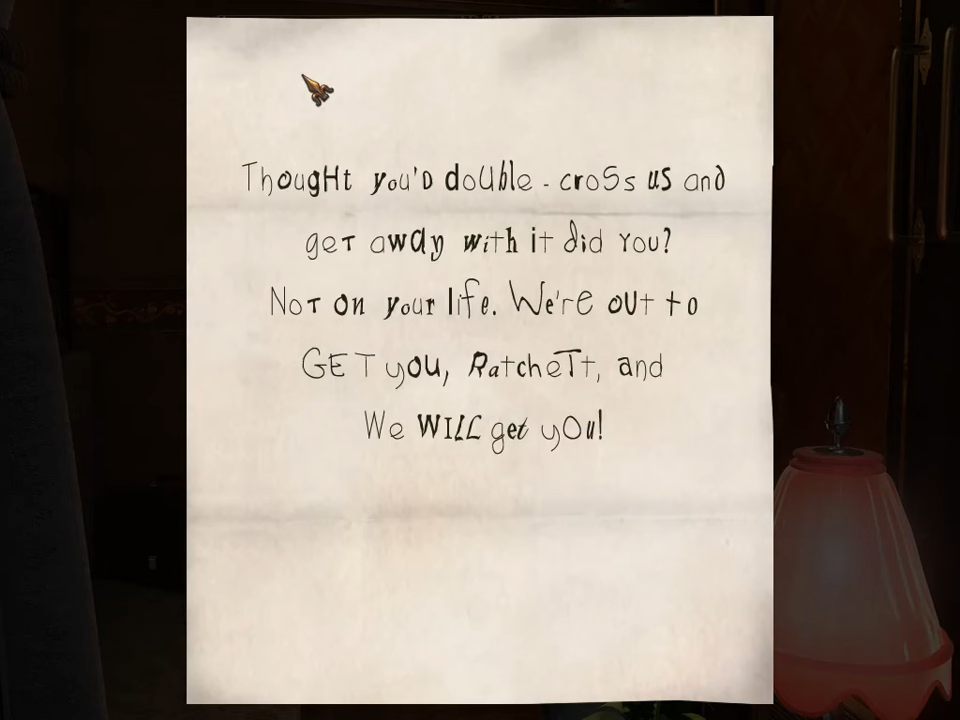 ThougHt you'D doUble - croSs uS and
geT away with it did You?
NoT on your life. We're out to
GET yOU, RatcheTt, and
We WILL get yOu!